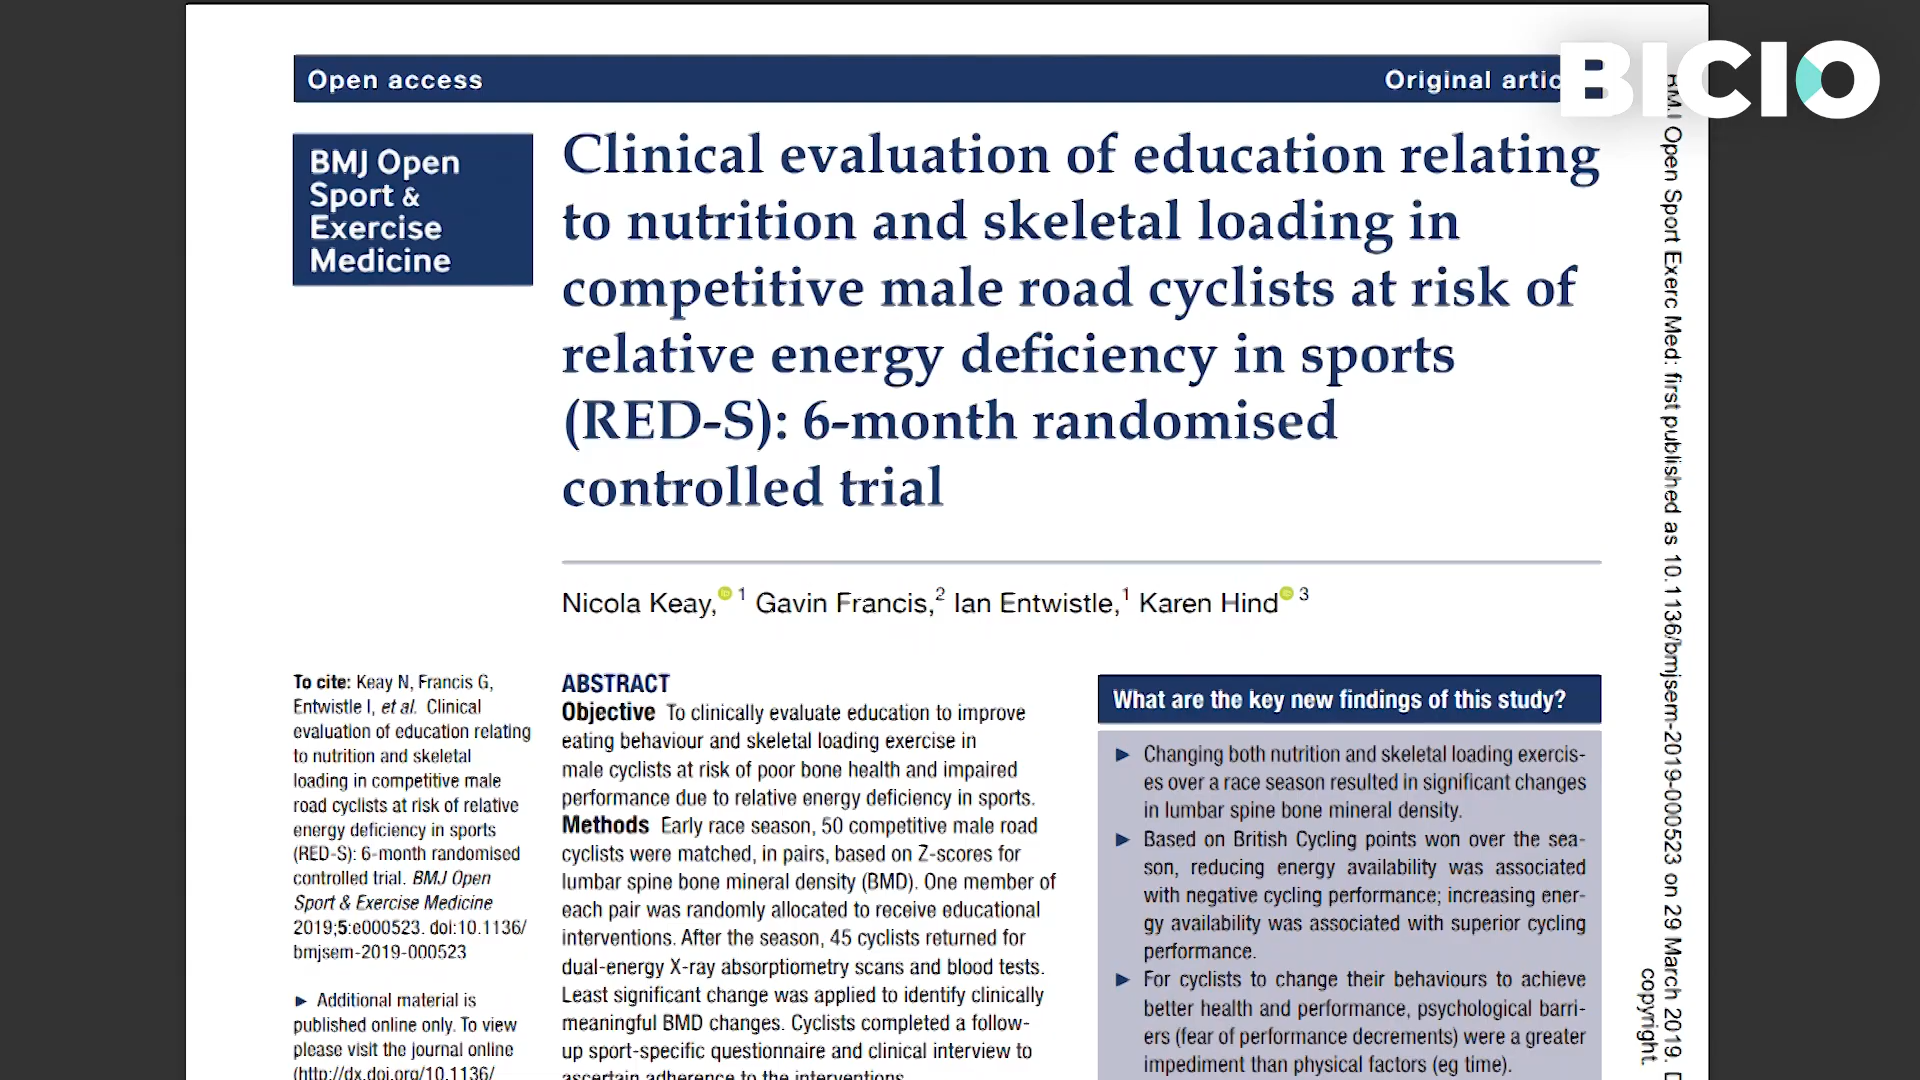 Open access
Original artic
BICIO
BMJ Open
Sport &
Exercise
Medicine
Clinical evaluation of education relating
to nutrition and skeletal loading in
competitive male road cyclists at risk of
relative energy deficiency in sports
(RED-S): 6-month randomised
controlled trial
Nicola Keay, 1 Gavin Francis,2 Ian Entwistle,1 Karen Hind 3
To cite: Keay N, Francis G,
Entwistle I, et al. Clinical
evaluation of education relating
to nutrition and skeletal
loading in competitive male
road cyclists at risk of relative
energy deficiency in sports
(RED-S): 6-month randomised
controlled trial. BMJ Open
Sport & Exercise Medicine
2019;5:e000523. doi:10.1136/
bmjsem-2019-000523
► Additional material is
published online only. To view
please visit the journal online
(http://dx.doi.org/10.1136/
ABSTRACT
Objective To clinically evaluate education to improve
eating behaviour and skeletal loading exercise in
male cyclists at risk of poor bone health and impaired
performance due to relative energy deficiency in sports.
Methods Early race season, 50 competitive male road
cyclists were matched, in pairs, based on Z-scores for
lumbar spine bone mineral density (BMD). One member of
each pair was randomly allocated to receive educational
interventions. After the season, 45 cyclists returned for
dual-energy X-ray absorptiometry scans and blood tests.
Least significant change was applied to identify clinically
meaningful BMD changes. Cyclists completed a follow-
up sport-specific questionnaire and clinical interview to
ascertain adherence to the interventions.
What are the key new findings of this study?
► Changing both nutrition and skeletal loading exercis-
es over a race season resulted in significant changes
in lumbar spine bone mineral density.
► Based on British Cycling points won over the sea-
son, reducing energy availability was associated
with negative cycling performance; increasing ener-
gy availability was associated with superior cycling
performance.
► For cyclists to change their behaviours to achieve
better health and performance, psychological barri-
ers (fear of performance decrements) were a greater
impediment than physical factors (eg time).
BMJ Open Sport Exerc Med: first published as 10.1136/bmjsem-2019-000523 on 29 March 2019. D
copyright.